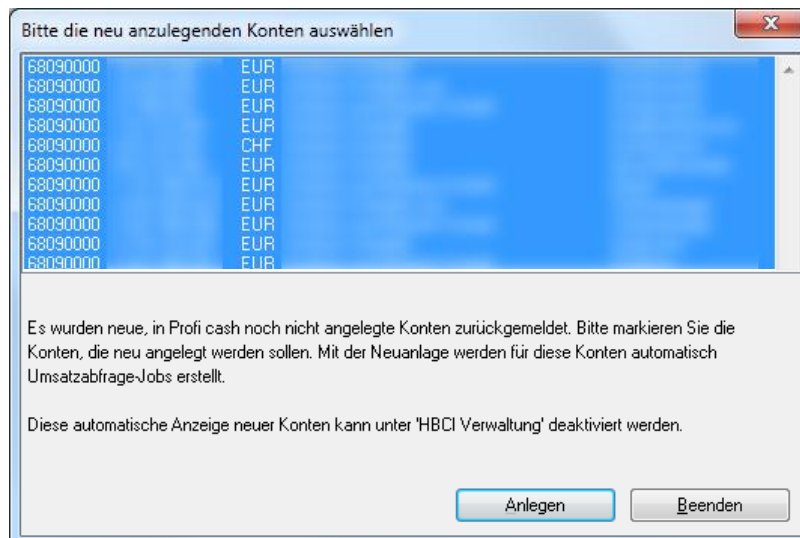 Bitte die neu anzulegenden Konten auswählen
68090000 EUR
68090000 EUR
68090000 EUR
68090000 EUR
68090000 CHF
68090000 EUR
68090000 EUR
68090000 EUR
68090000 EUR
68090000 EUR
68090000 EUR
Es wurden neue, in Profi cash noch nicht angelegte Konten zurückgemeldet. Bitte markieren Sie die
Konten, die neu angelegt werden sollen. Mit der Neuanlage werden für diese Konten automatisch
Umsatzabfrage-Jobs erstellt.
Diese automatische Anzeige neuer Konten kann unter 'HBCI Verwaltung' deaktiviert werden.
Anlegen Beenden